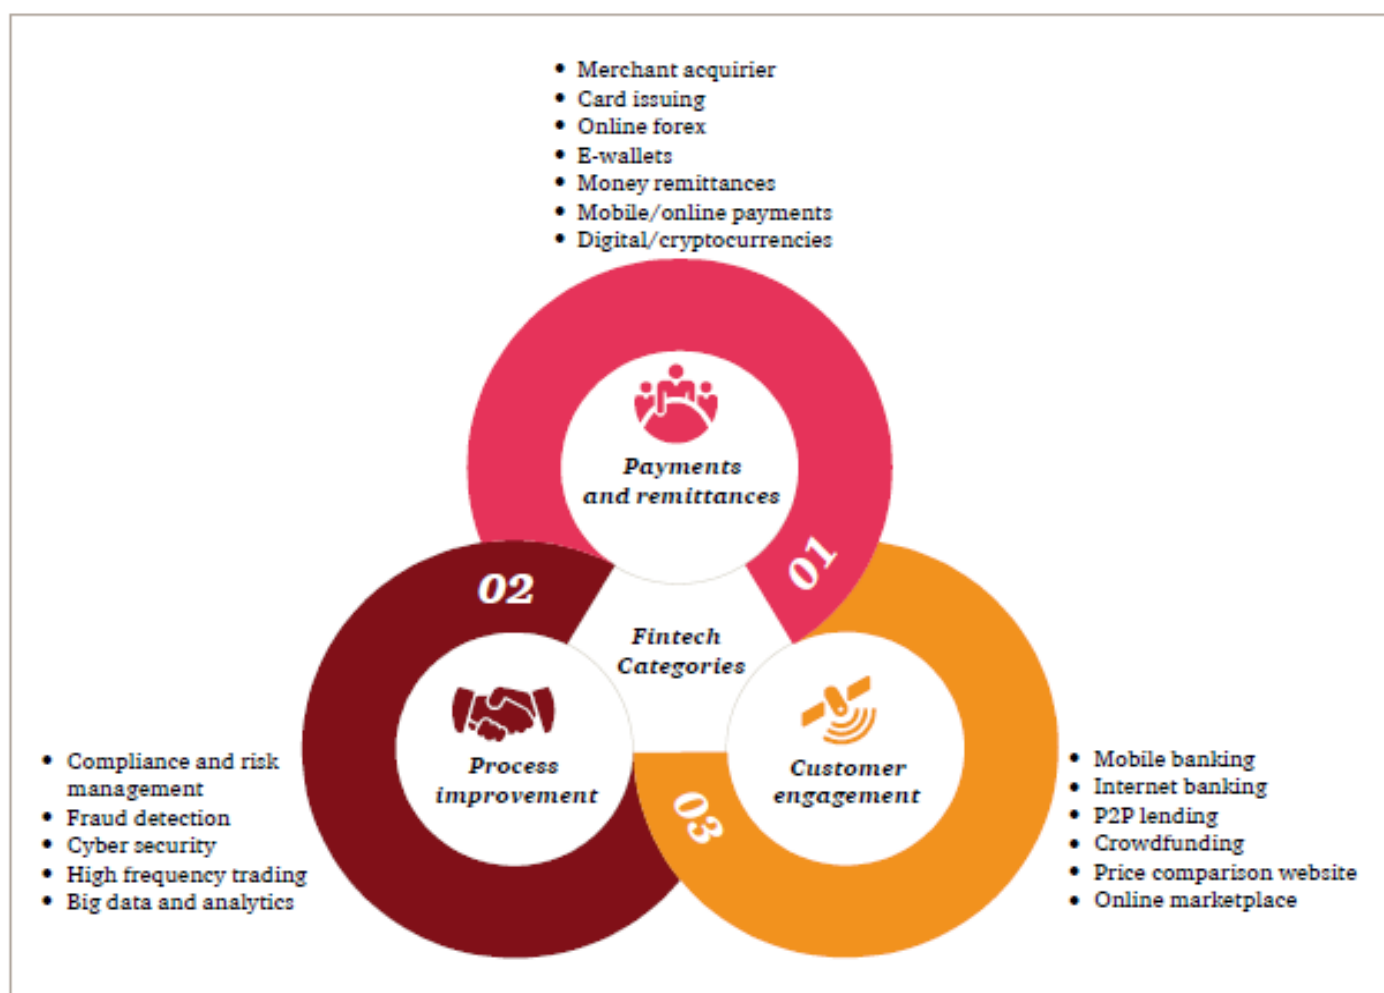 • Merchant acquirier
• Card issuing
• Online forex
• E-wallets
• Money remittances
• Mobile/online payments
• Digital/cryptocurrencies
Payments
and remittances
01
02
Fintech
Categories
Process
improvement
• Compliance and risk
management
• Fraud detection
• Cyber security
• High frequency trading
• Big data and analytics
03
Customer
engagement
• Mobile banking
• Internet banking
• P2P lending
• Crowdfunding
• Price comparison website
• Online marketplace